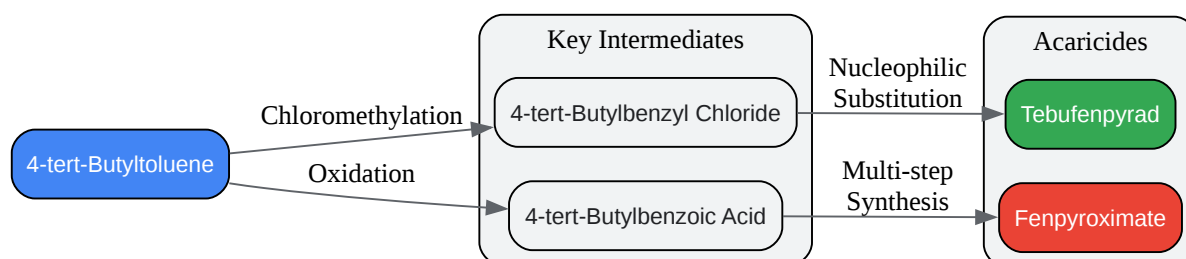 Key Intermediates
Acaricides
4-tert-Butyltoluene
Chloromethylation
Oxidation
4-tert-Butylbenzyl Chloride
4-tert-Butylbenzoic Acid
Nucleophilic
Substitution
Multi-step
Synthesis
Tebufenpyrad
Fenpyroximate